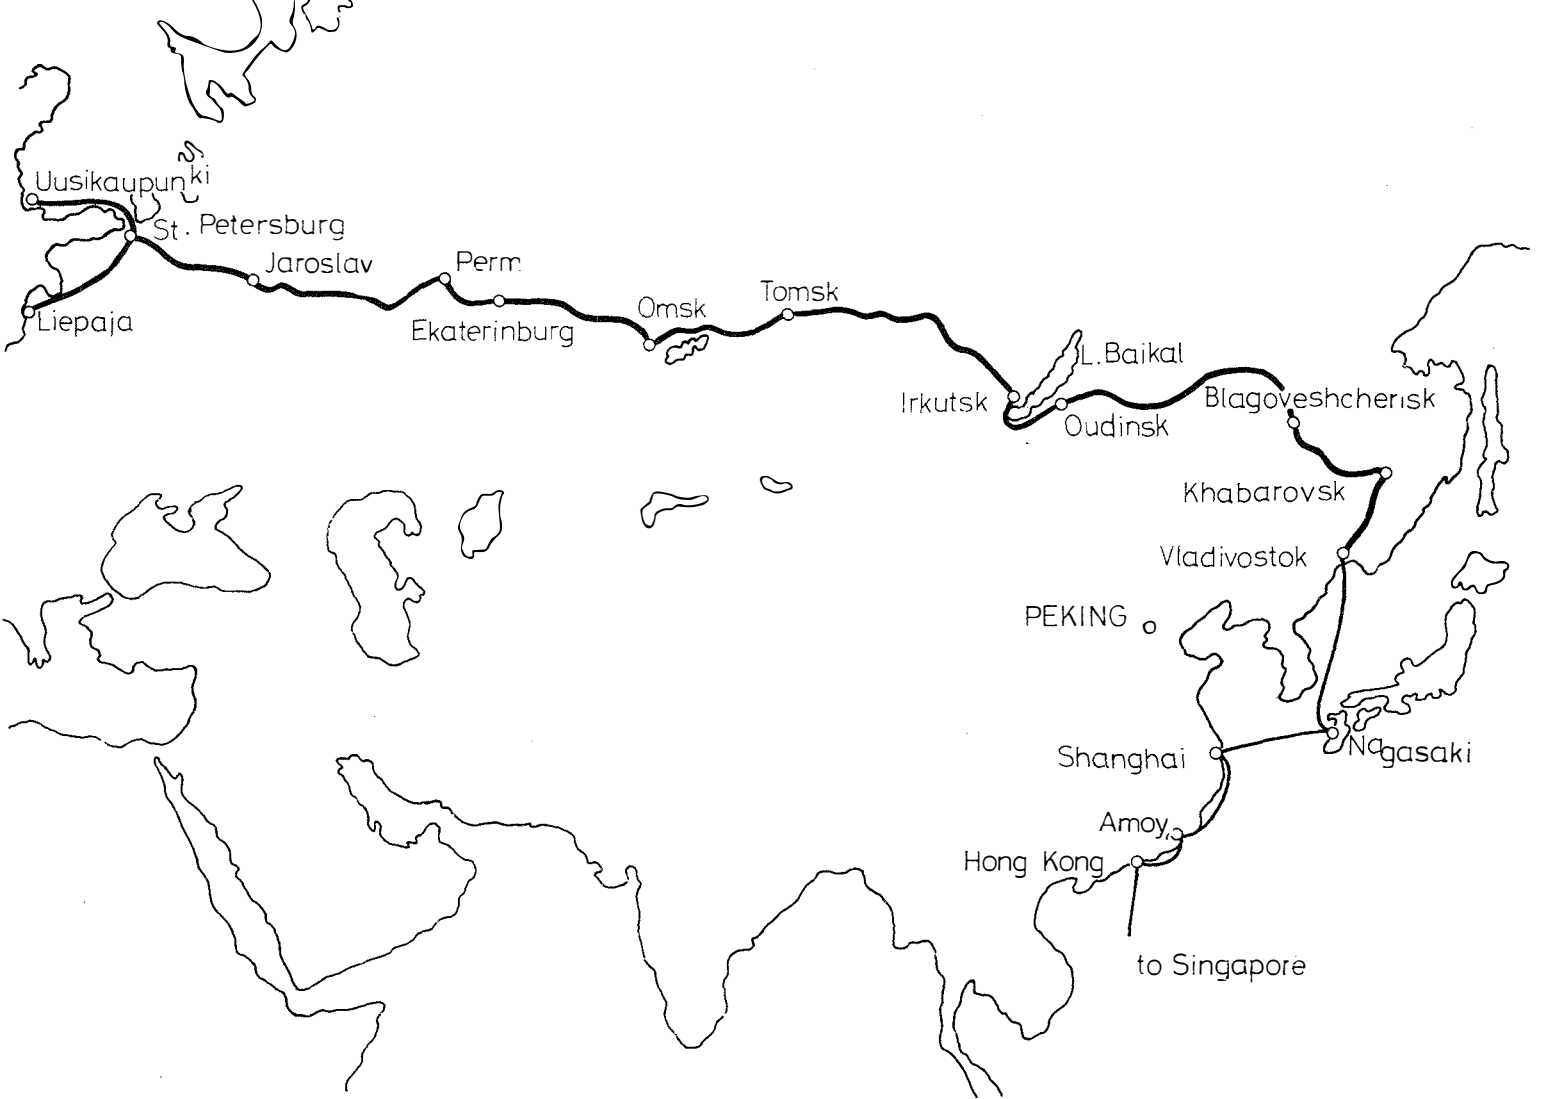 Uusikaupunki
St. Petersburg
Jaroslav
Perm
Liepaja
Ekaterinburg
Omsk
Tomsk
L. Baikal
Irkutsk
Oudinsk
Blagoveshchensk
Khabarovsk
Vladivostok
PEKING
Nagasaki
Shanghai
Amoy
Hong Kong
to Singapore